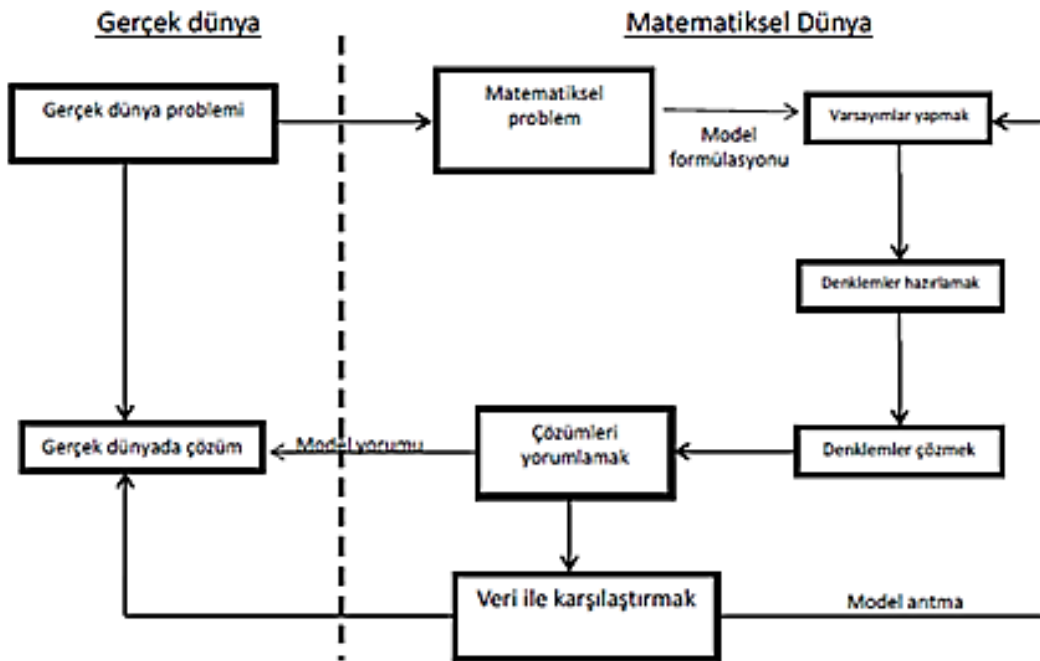 Gerçek dünya
Matematiksel Dünya
Gerçek dünya problemi
Matematiksel
problem
Model
formülasyonu
Varsayımlar yapmak
Denklemler hazırlamak
Denklemler çözmek
Çözümleri
yorumlamak
Model yorumu
Gerçek dünyada çözüm
Veri ile karşılaştırmak
Model arıtma